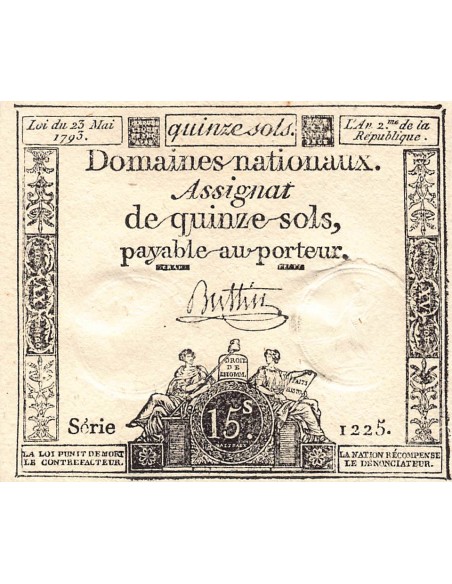 Loi du 23 Mai
1793.
quinze sols.
L'An 2.me de la
République.
Domaines nationaux.
Assignat
de quinze sols,
payable au porteur.
Buttin
DROIT
DE
L'HOMME.
15s.
Série
1225.
LA LOI PUNIT DE MORT
LE CONTREFACTEUR.
LA NATION RÉCOMPENSE
LE DÉNONCIATEUR.